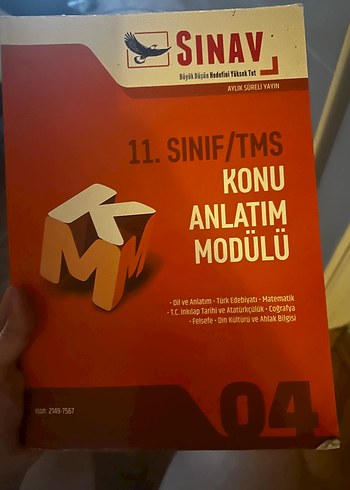 SINAV
Büyük Düşün Hedefini Yüksek Tut
AYLIK SÜRELİ YAYIN
11. SINIF/TMS
KONU
ANLATIM
MODÜLÜ
KMM
• Dil ve Anlatım • Türk Edebiyatı • Matematik
• T.C. İnkılap Tarihi ve Atatürkçülük • Coğrafya
• Felsefe • Din Kültürü ve Ahlak Bilgisi
ISSN: 2149-7567
04